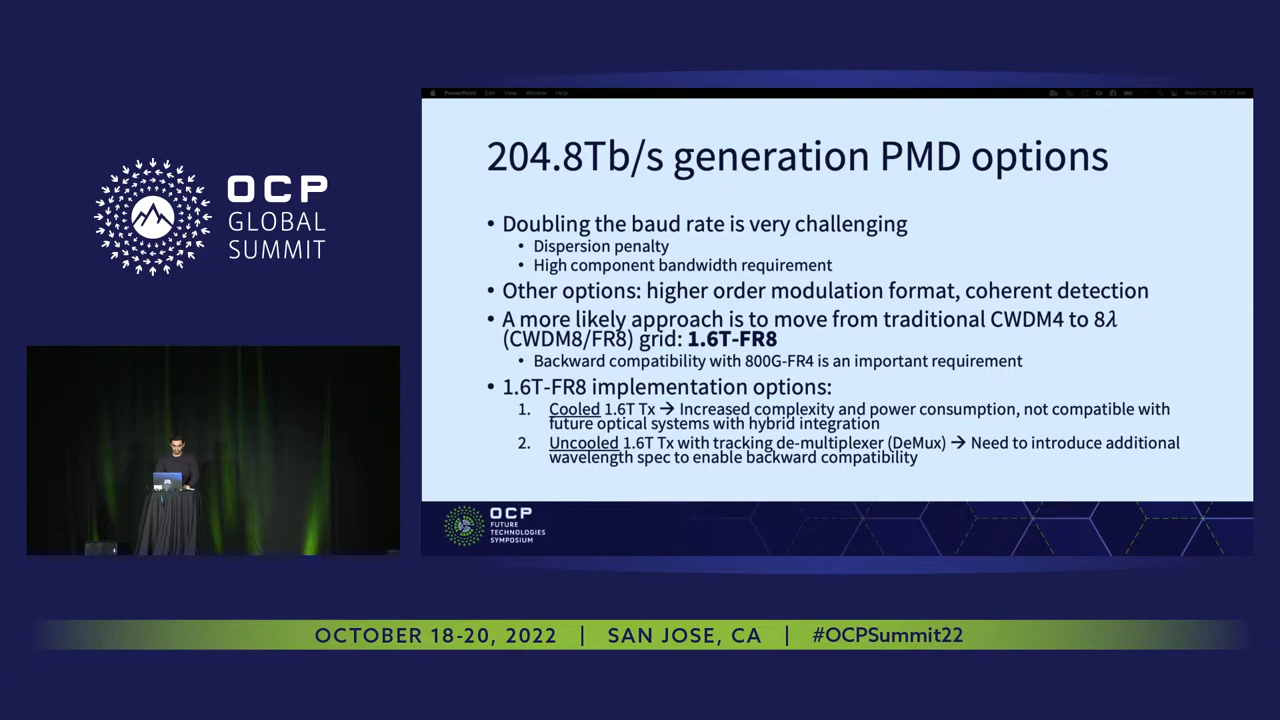 OCP
GLOBAL
SUMMIT
PowerPoint Edit View Window Help
204.8Tb/s generation PMD options
• Doubling the baud rate is very challenging
• Dispersion penalty
• High component bandwidth requirement
• Other options: higher order modulation format, coherent detection
• A more likely approach is to move from traditional CWDM4 to 8λ
(CWDM8/FR8) grid: 1.6T-FR8
• Backward compatibility with 800G-FR4 is an important requirement
• 1.6T-FR8 implementation options:
1. Cooled 1.6T Tx → Increased complexity and power consumption, not compatible with
future optical systems with hybrid integration
2. Uncooled 1.6T Tx with tracking de-multiplexer (DeMux) → Need to introduce additional
wavelength spec to enable backward compatibility
OCP
FUTURE
TECHNOLOGIES
SYMPOSIUM
OCTOBER 18-20, 2022 | SAN JOSE, CA | #OCPSummit22